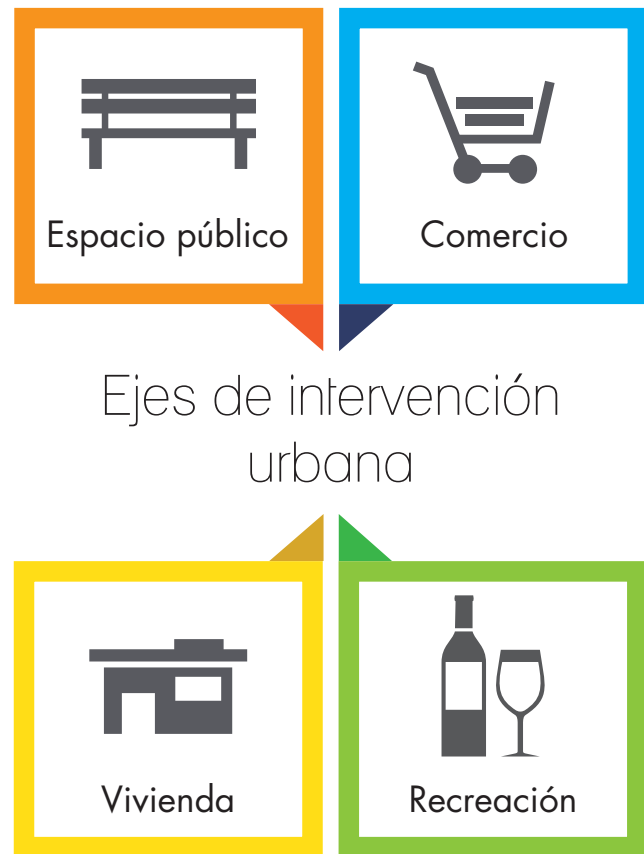 Espacio público
Comercio
Ejes de intervención
urbana
Vivienda
Recreación